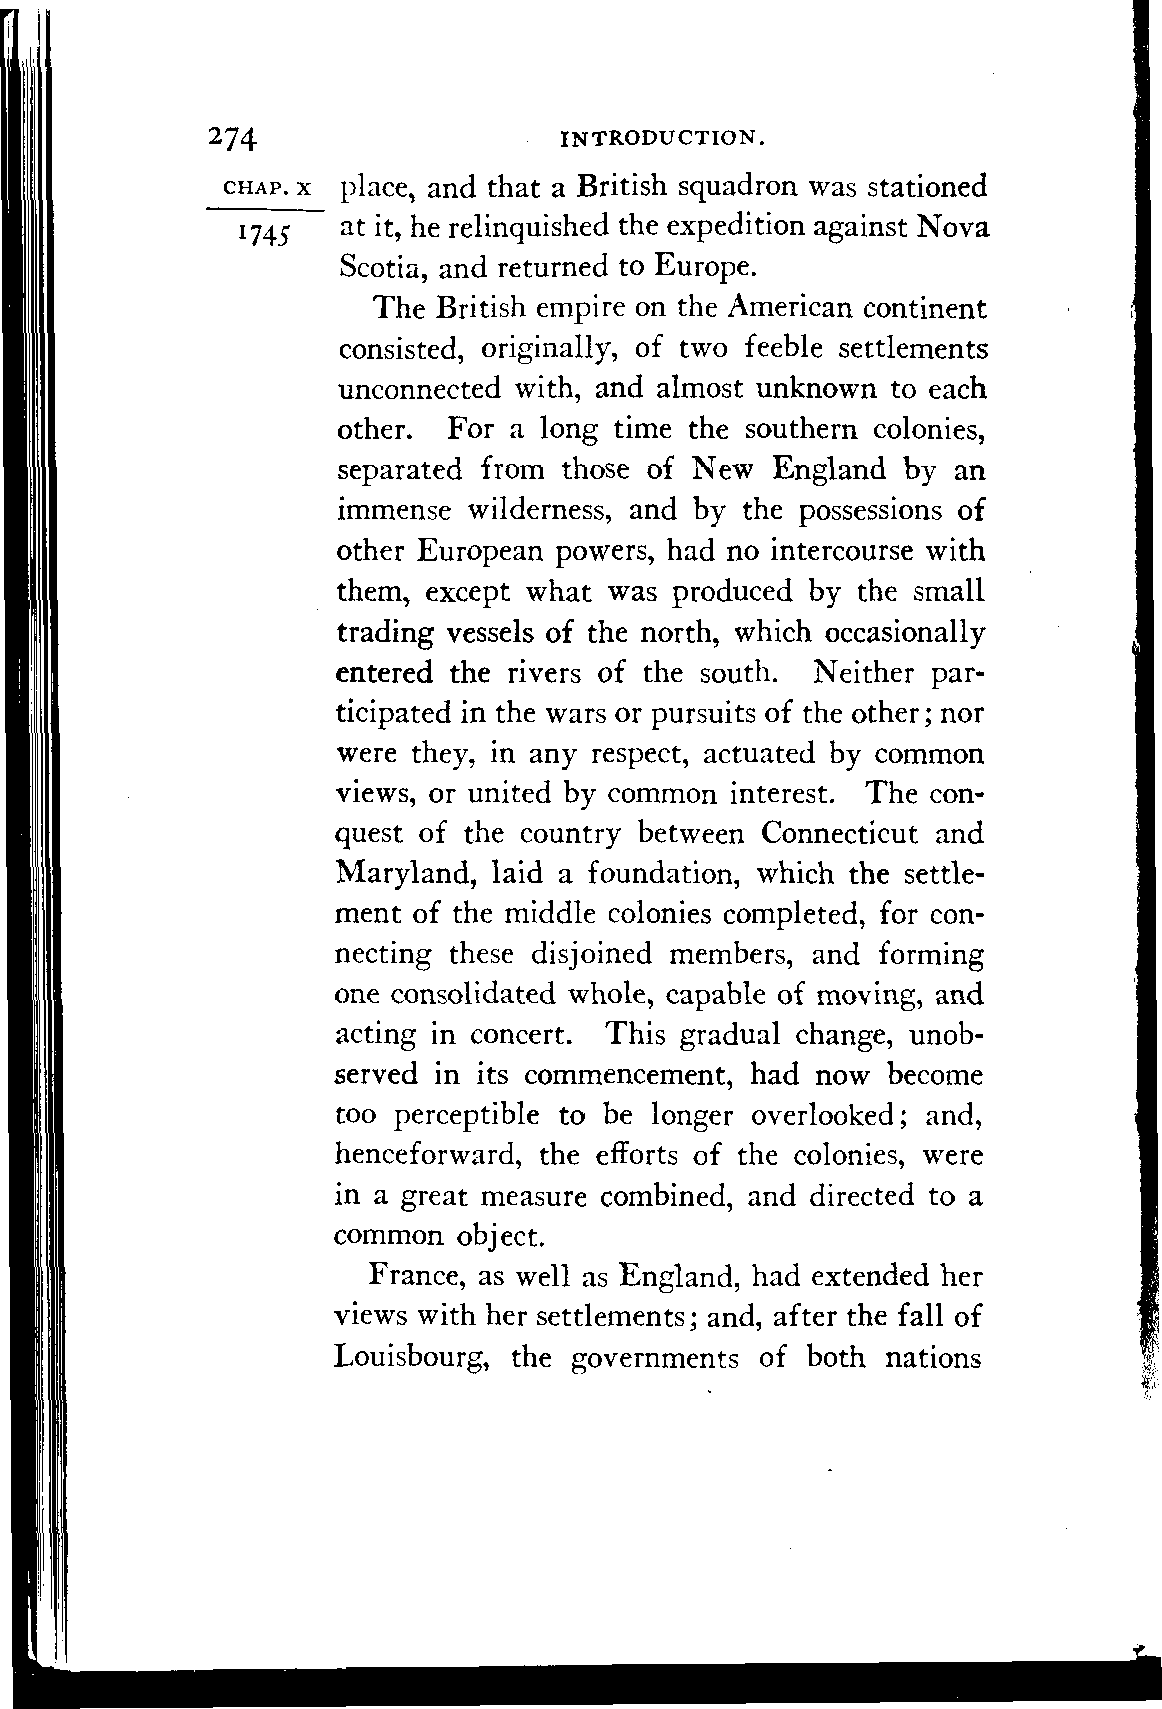 274 INTRODUCTION.
CHAP. X place, and that a British squadron was stationed
1745 at it, he relinquished the expedition against Nova
Scotia, and returned to Europe.
The British empire on the American continent
consisted, originally, of two feeble settlements
unconnected with, and almost unknown to each
other. For a long time the southern colonies,
separated from those of New England by an
immense wilderness, and by the possessions of
other European powers, had no intercourse with
them, except what was produced by the small
trading vessels of the north, which occasionally
entered the rivers of the south. Neither par-
ticipated in the wars or pursuits of the other; nor
were they, in any respect, actuated by common
views, or united by common interest. The con-
quest of the country between Connecticut and
Maryland, laid a foundation, which the settle-
ment of the middle colonies completed, for con-
necting these disjoined members, and forming
one consolidated whole, capable of moving, and
acting in concert. This gradual change, unob-
served in its commencement, had now become
too perceptible to be longer overlooked; and,
henceforward, the efforts of the colonies, were
in a great measure combined, and directed to a
common object.
France, as well as England, had extended her
views with her settlements; and, after the fall of
Louisbourg, the governments of both nations